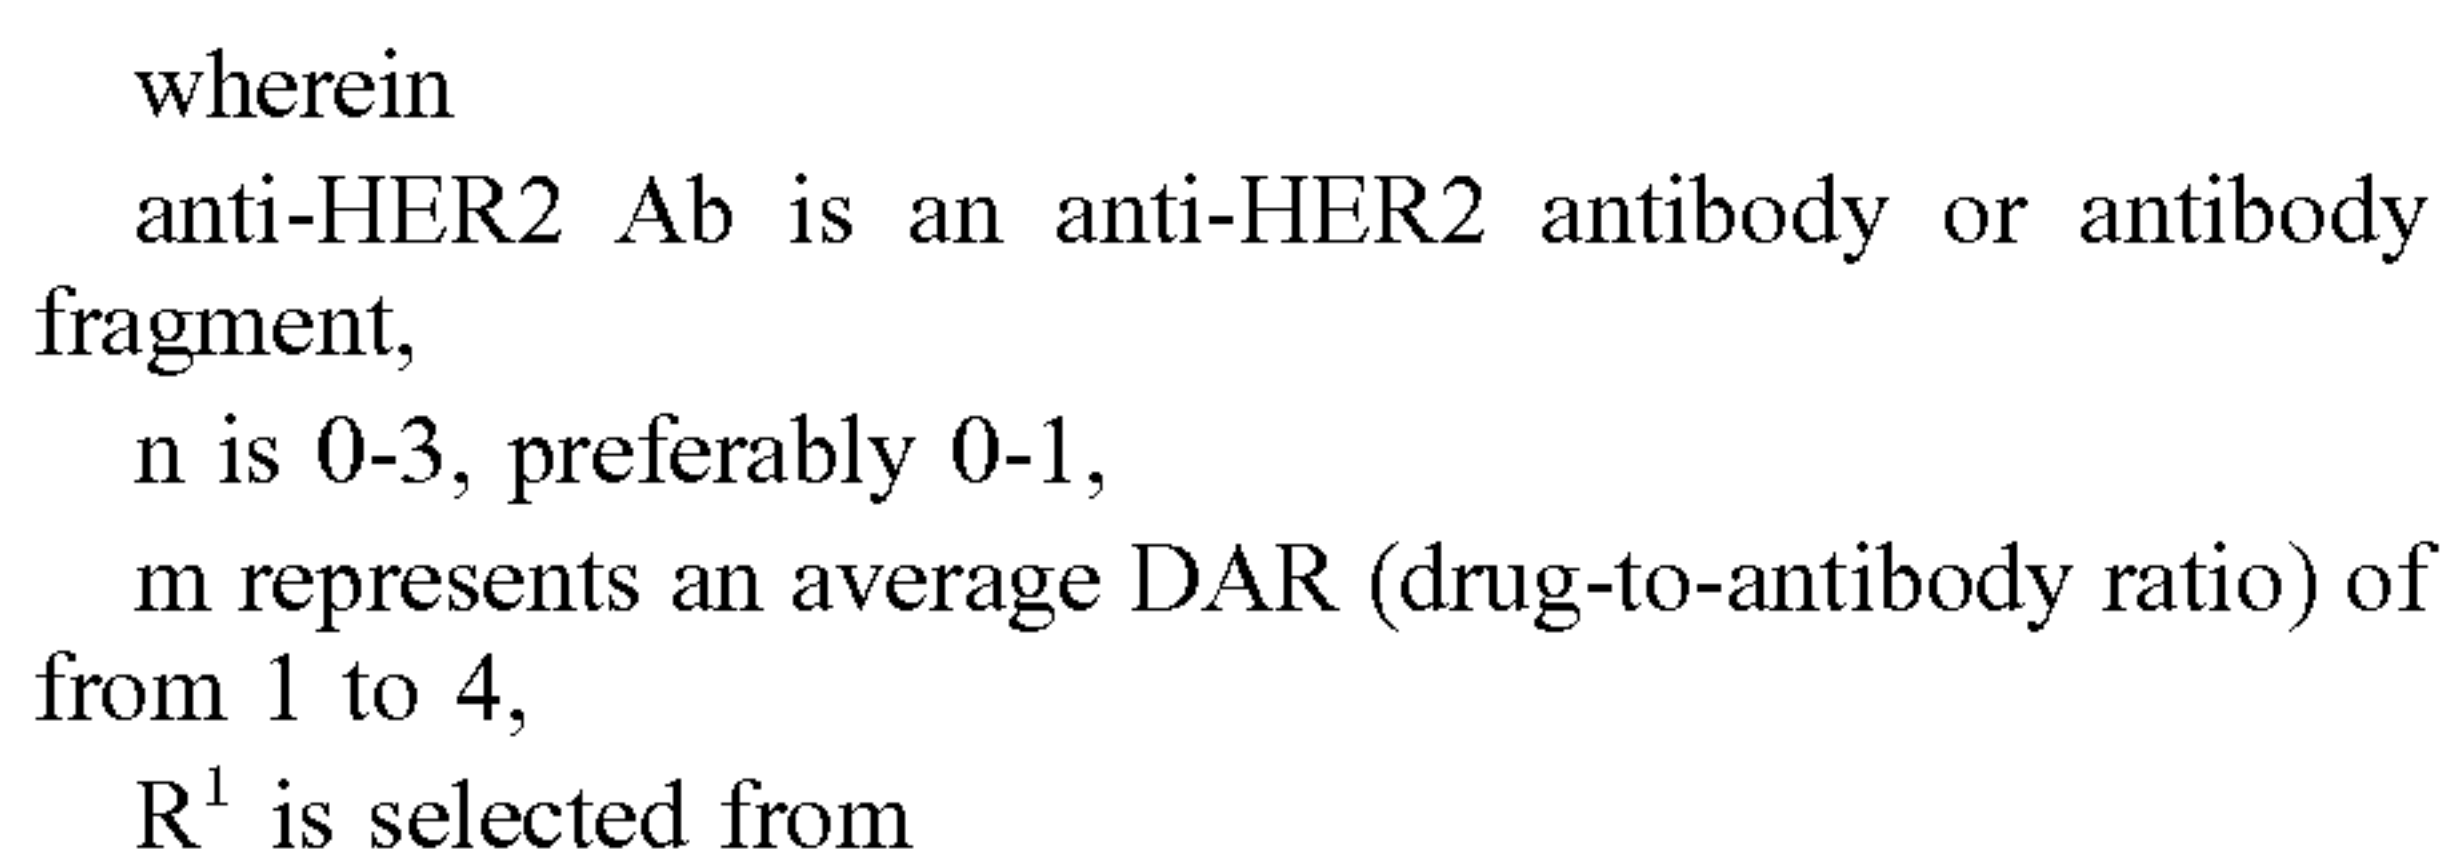 wherein
anti-HER2 Ab is an anti-HER2 antibody or antibody
fragment,
n is 0-3, preferably 0-1,
m represents an average DAR (drug-to-antibody ratio) of
from 1 to 4,
R¹ is selected from